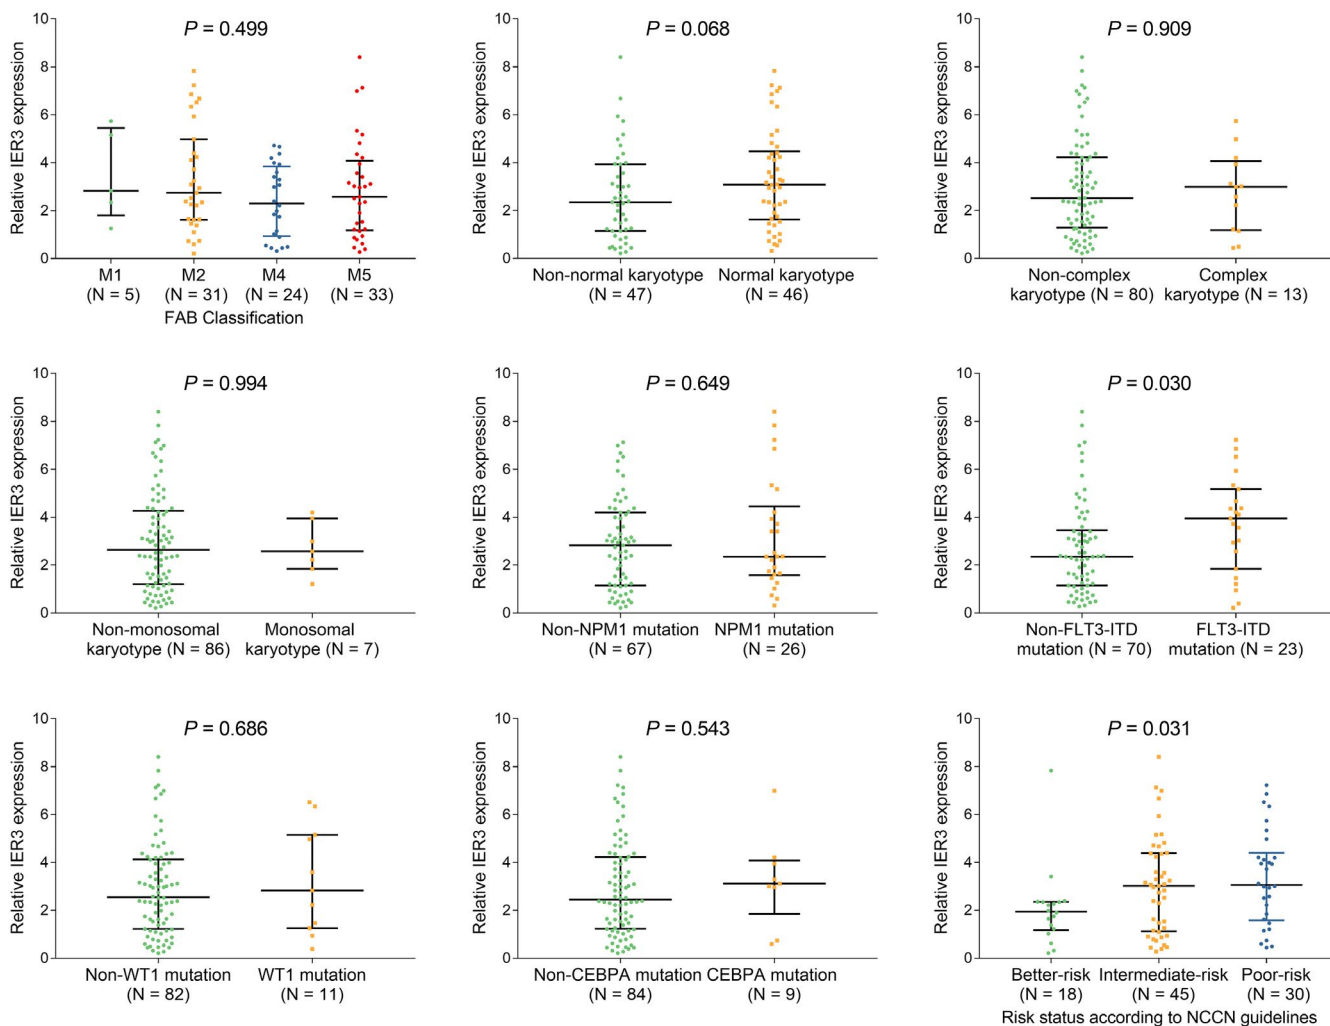 P = 0.499
Relative IER3 expression
10
8
6
4
2
0
M1 M2 M4 M5
(N = 5) (N = 31) (N = 24) (N = 33)
FAB Classification
P = 0.068
Relative IER3 expression
10
8
6
4
2
0
Non-normal karyotype Normal karyotype
(N = 47) (N = 46)
P = 0.909
Relative IER3 expression
10
8
6
4
2
0
Non-complex Complex
karyotype (N = 80) karyotype (N = 13)
P = 0.994
Relative IER3 expression
10
8
6
4
2
0
Non-monosomal Monosomal
karyotype (N = 86) karyotype (N = 7)
P = 0.649
Relative IER3 expression
10
8
6
4
2
0
Non-NPM1 mutation NPM1 mutation
(N = 67) (N = 26)
P = 0.030
Relative IER3 expression
10
8
6
4
2
0
Non-FLT3-ITD FLT3-ITD
mutation (N = 70) mutation (N = 23)
P = 0.686
Relative IER3 expression
10
8
6
4
2
0
Non-WT1 mutation WT1 mutation
(N = 82) (N = 11)
P = 0.543
Relative IER3 expression
10
8
6
4
2
0
Non-CEBPA mutation CEBPA mutation
(N = 84) (N = 9)
P = 0.031
Relative IER3 expression
10
8
6
4
2
0
Better-risk Intermediate-risk Poor-risk
(N = 18) (N = 45) (N = 30)
Risk status according to NCCN guidelines